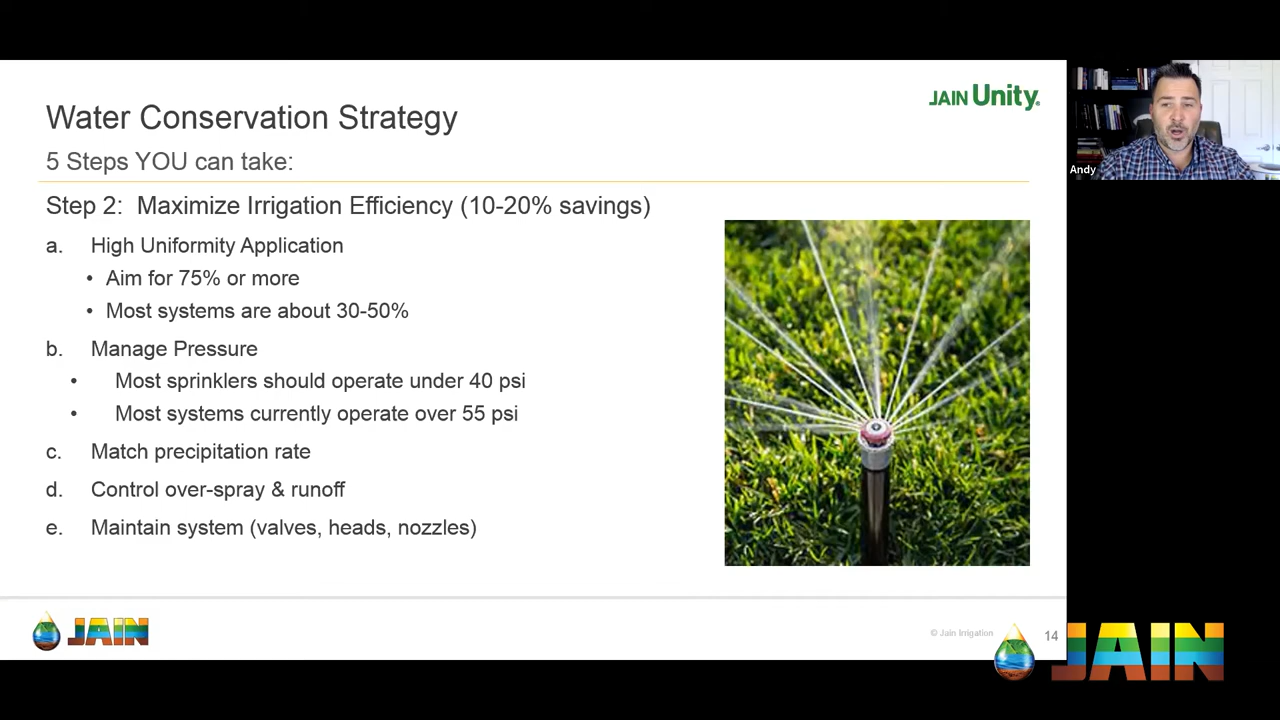 JAIN Unity®
Water Conservation Strategy
5 Steps YOU can take:
Andy
Step 2: Maximize Irrigation Efficiency (10-20% savings)
a. High Uniformity Application
• Aim for 75% or more
• Most systems are about 30-50%
b. Manage Pressure
• Most sprinklers should operate under 40 psi
• Most systems currently operate over 55 psi
c. Match precipitation rate
d. Control over-spray & runoff
e. Maintain system (valves, heads, nozzles)
JAIN
© Jain Irrigation
14
JAIN